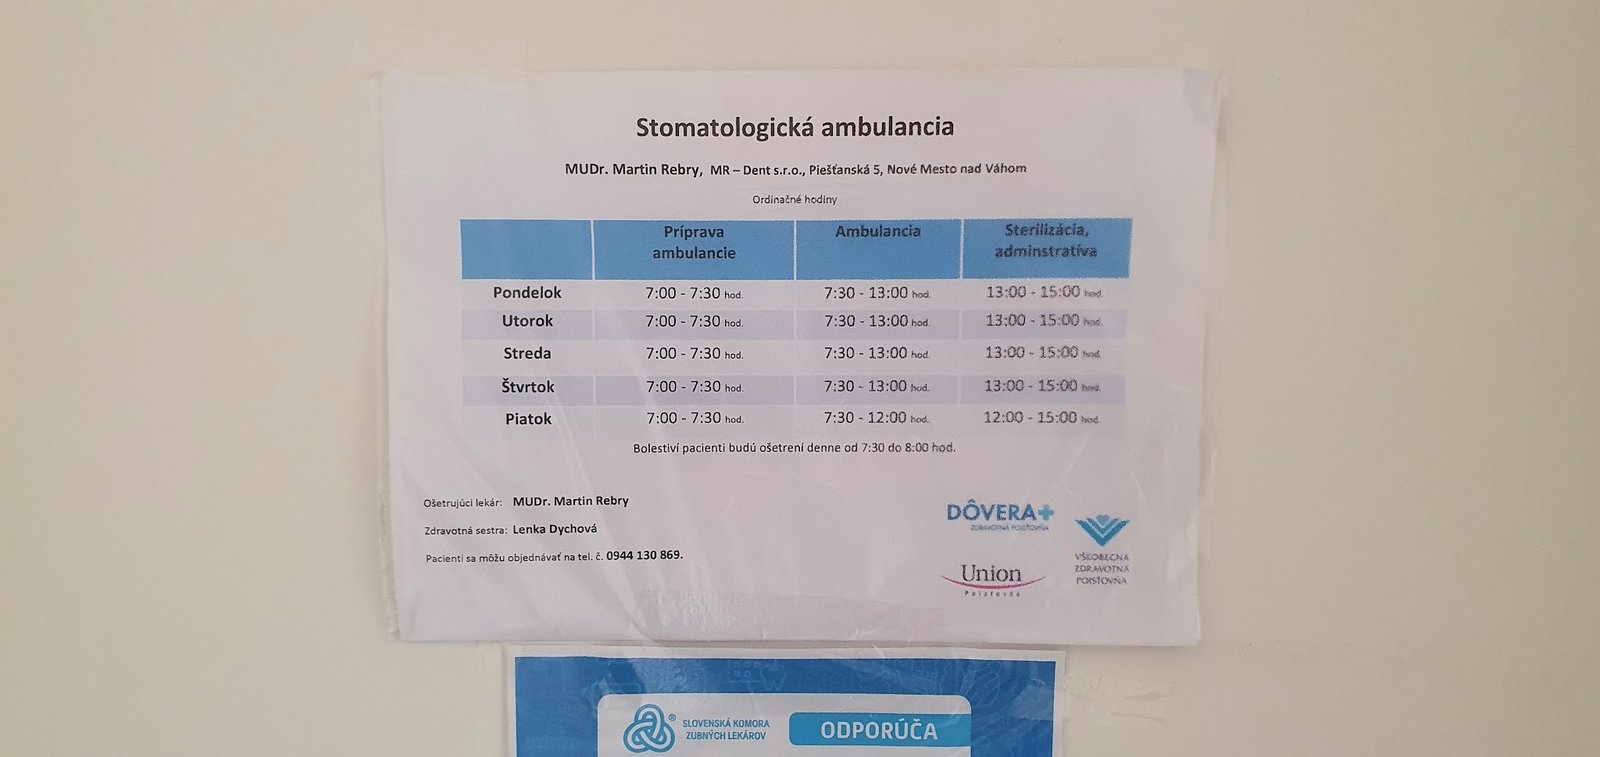 Stomatologická ambulancia
MUDr. Martin Rebry, MR – Dent s.r.o., Piešťanská 5, Nové Mesto nad Váhom
Ordinačné hodiny
Príprava ambulancie Ambulancia Sterilizácia, adminstratíva
Pondelok 7:00 - 7:30 hod. 7:30 - 13:00 hod. 13:00 - 15:00 hod.
Utorok 7:00 - 7:30 hod. 7:30 - 13:00 hod. 13:00 - 15:00 hod.
Streda 7:00 - 7:30 hod. 7:30 - 13:00 hod. 13:00 - 15:00 hod.
Štvrtok 7:00 - 7:30 hod. 7:30 - 13:00 hod. 13:00 - 15:00 hod.
Piatok 7:00 - 7:30 hod. 7:30 - 12:00 hod. 12:00 - 15:00 hod.
Bolestiví pacienti budú ošetrení denne od 7:30 do 8:00 hod.
Ošetrujúci lekár: MUDr. Martin Rebry
Zdravotná sestra: Lenka Dychová
Pacienti sa môžu objednávať na tel. č. 0944 130 869.
DÔVERA+
ZDRAVOTNÁ POISŤOVŇA
Union
Poisťovňa
VŠEOBECNÁ
ZDRAVOTNÁ
POISŤOVŇA
SLOVENSKÁ KOMORA
ZUBNÝCH LEKÁROV
ODPORÚČA